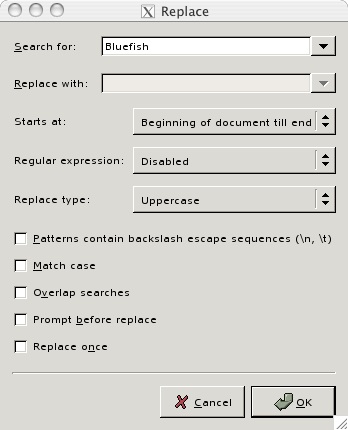 Replace
Search for: Bluefish
Replace with:
Starts at: Beginning of document till end
Regular expression: Disabled
Replace type: Uppercase
Patterns contain backslash escape sequences (\n, \t)
Match case
Overlap searches
Prompt before replace
Replace once
Cancel OK